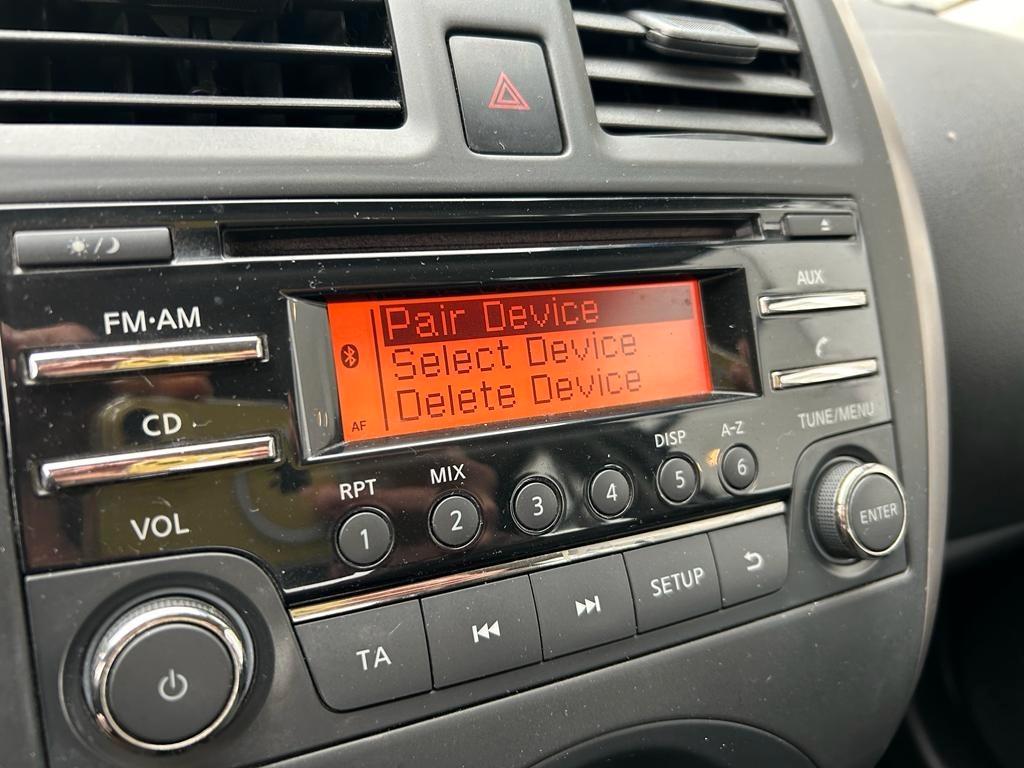 FM·AM
CD
VOL
Pair Device
Select Device
Delete Device
AF
AUX
TUNE/MENU
ENTER
RPT
MIX
DISP
A-Z
1
2
3
4
5
6
TA
SETUP